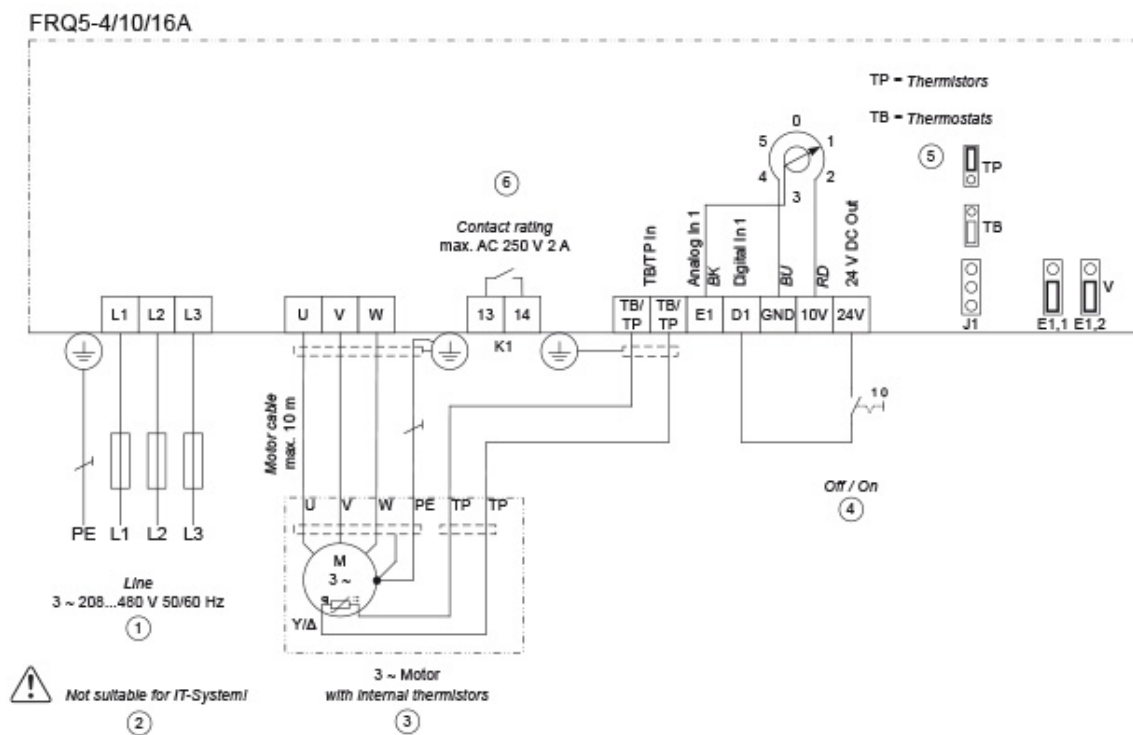 FRQ5-4/10/16A
TP = Thermistors
TB = Thermostats
0
5
1
4
2
3
5
TP
TB
6
Contact rating
max. AC 250 V 2 A
TB/TP In
Analog In 1
BK
Digital In 1
BU
RD
24 V DC Out
V
L1 L2 L3
U V W
13 14
TB/TP TB/TP E1 D1 GND 10V 24V
K1
J1
E1,1 E1,2
Motor cable
max. 10 m
1 0
Off / On
4
U V W PE TP TP
PE L1 L2 L3
M
3 ~
Y/Δ
Line
3 ~ 208...480 V 50/60 Hz
1
3 ~ Motor
with internal thermistors
3
Not suitable for IT-System!
2